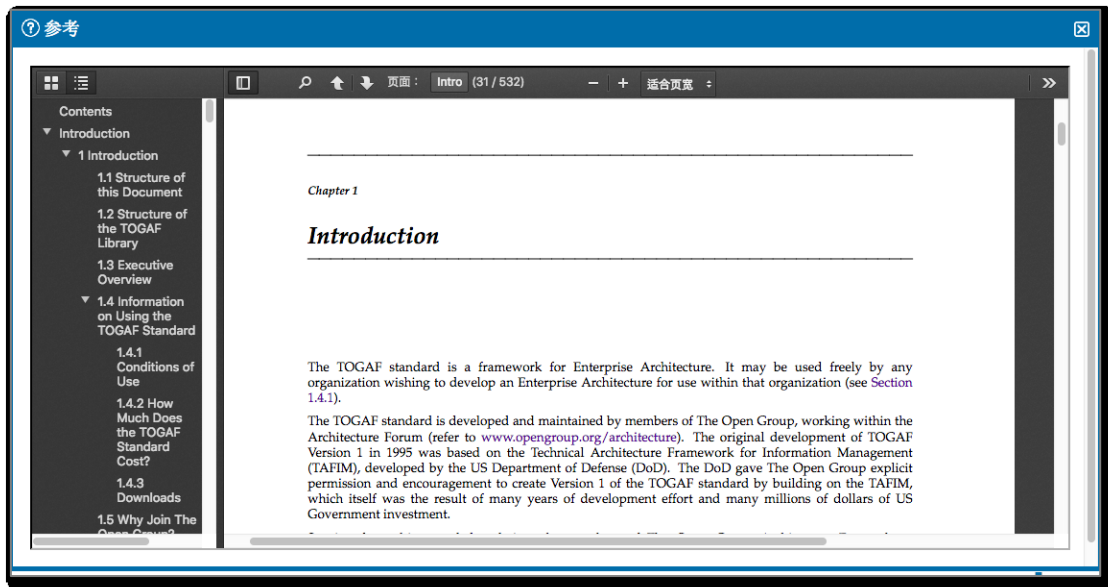 参考
页面： Intro (31 / 532)
适合页宽
Contents
Introduction
1 Introduction
1.1 Structure of
this Document
1.2 Structure of
the TOGAF
Library
1.3 Executive
Overview
1.4 Information
on Using the
TOGAF Standard
1.4.1
Conditions of
Use
1.4.2 How
Much Does
the TOGAF
Standard
Cost?
1.4.3
Downloads
1.5 Why Join The
Open Group?
Chapter 1
Introduction
The TOGAF standard is a framework for Enterprise Architecture. It may be used freely by any
organization wishing to develop an Enterprise Architecture for use within that organization (see Section
1.4.1).
The TOGAF standard is developed and maintained by members of The Open Group, working within the
Architecture Forum (refer to www.opengroup.org/architecture). The original development of TOGAF
Version 1 in 1995 was based on the Technical Architecture Framework for Information Management
(TAFIM), developed by the US Department of Defense (DoD). The DoD gave The Open Group explicit
permission and encouragement to create Version 1 of the TOGAF standard by building on the TAFIM,
which itself was the result of many years of development effort and many millions of dollars of US
Government investment.